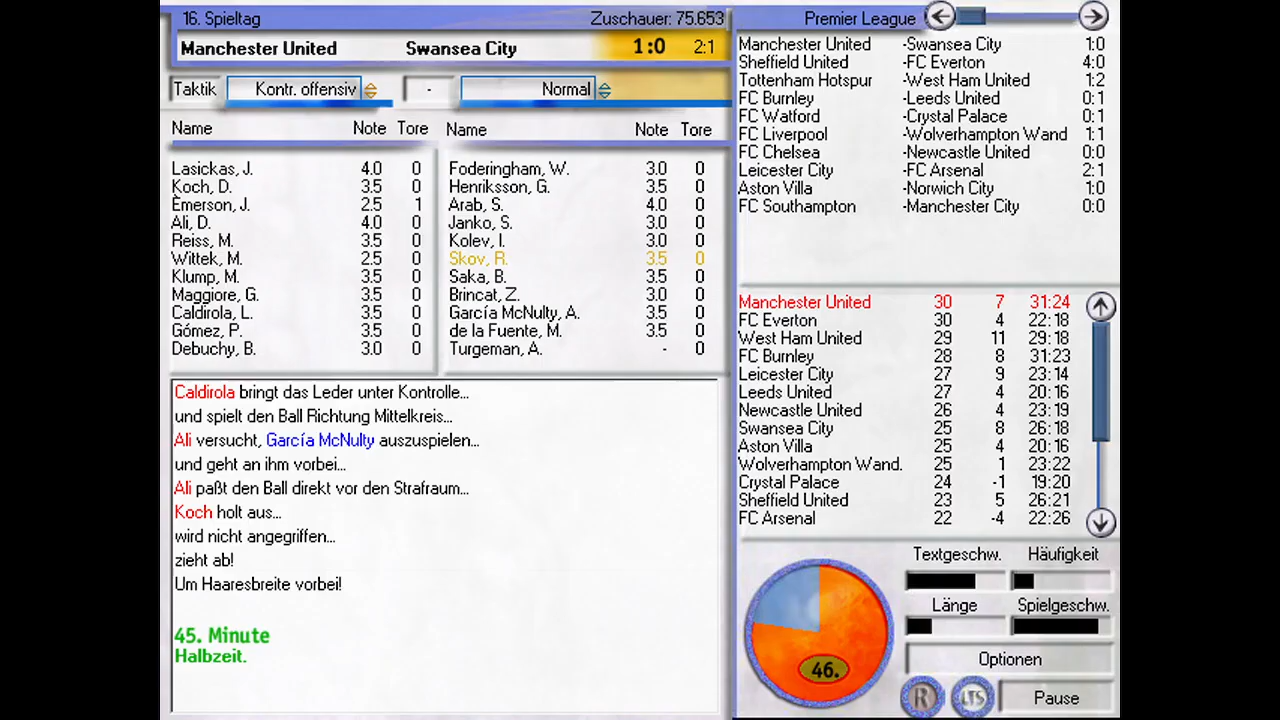 16. Spieltag Zuschauer: 75.653
Manchester United Swansea City 1:0 2:1
Taktik Kontr. offensiv - Normal
Name Note Tore Name Note Tore
Lasickas, J. 4.0 0 Foderingham, W. 3.0 0
Koch, D. 3.5 0 Henriksson, G. 3.5 0
Èmerson, J. 2.5 1 Arab, S. 4.0 0
Ali, D. 4.0 0 Janko, S. 3.0 0
Reiss, M. 3.5 0 Kolev, I. 3.0 0
Wittek, M. 2.5 0 Skov, R. 3.5 0
Klump, M. 3.5 0 Saka, B. 3.5 0
Maggiore, G. 3.5 0 Brincat, Z. 3.0 0
Caldirola, L. 3.5 0 García McNulty, A. 3.5 0
Gómez, P. 3.5 0 de la Fuente, M. 3.5 0
Debuchy, B. 3.0 0 Turgeman, A. - 0
Caldirola bringt das Leder unter Kontrolle...
und spielt den Ball Richtung Mittelkreis...
Ali versucht, García McNulty auszuspielen...
und geht an ihm vorbei...
Ali paßt den Ball direkt vor den Strafraum...
Koch holt aus...
wird nicht angegriffen...
zieht ab!
Um Haaresbreite vorbei!
45. Minute
Halbzeit.
Premier League
Manchester United -Swansea City 1:0
Sheffield United -FC Everton 4:0
Tottenham Hotspur -West Ham United 1:2
FC Burnley -Leeds United 0:1
FC Watford -Crystal Palace 0:1
FC Liverpool -Wolverhampton Wand 1:1
FC Chelsea -Newcastle United 0:0
Leicester City -FC Arsenal 2:1
Aston Villa -Norwich City 1:0
FC Southampton -Manchester City 0:0
Manchester United 30 7 31:24
FC Everton 30 4 22:18
West Ham United 29 11 29:18
FC Burnley 28 8 31:23
Leicester City 27 9 23:14
Leeds United 27 4 20:16
Newcastle United 26 4 23:19
Swansea City 25 8 26:18
Aston Villa 25 4 20:16
Wolverhampton Wand. 25 1 23:22
Crystal Palace 24 -1 19:20
Sheffield United 23 5 26:21
FC Arsenal 22 -4 22:26
Textgeschw. Häufigkeit
Länge Spielgeschw.
46.
Optionen
R LTS Pause